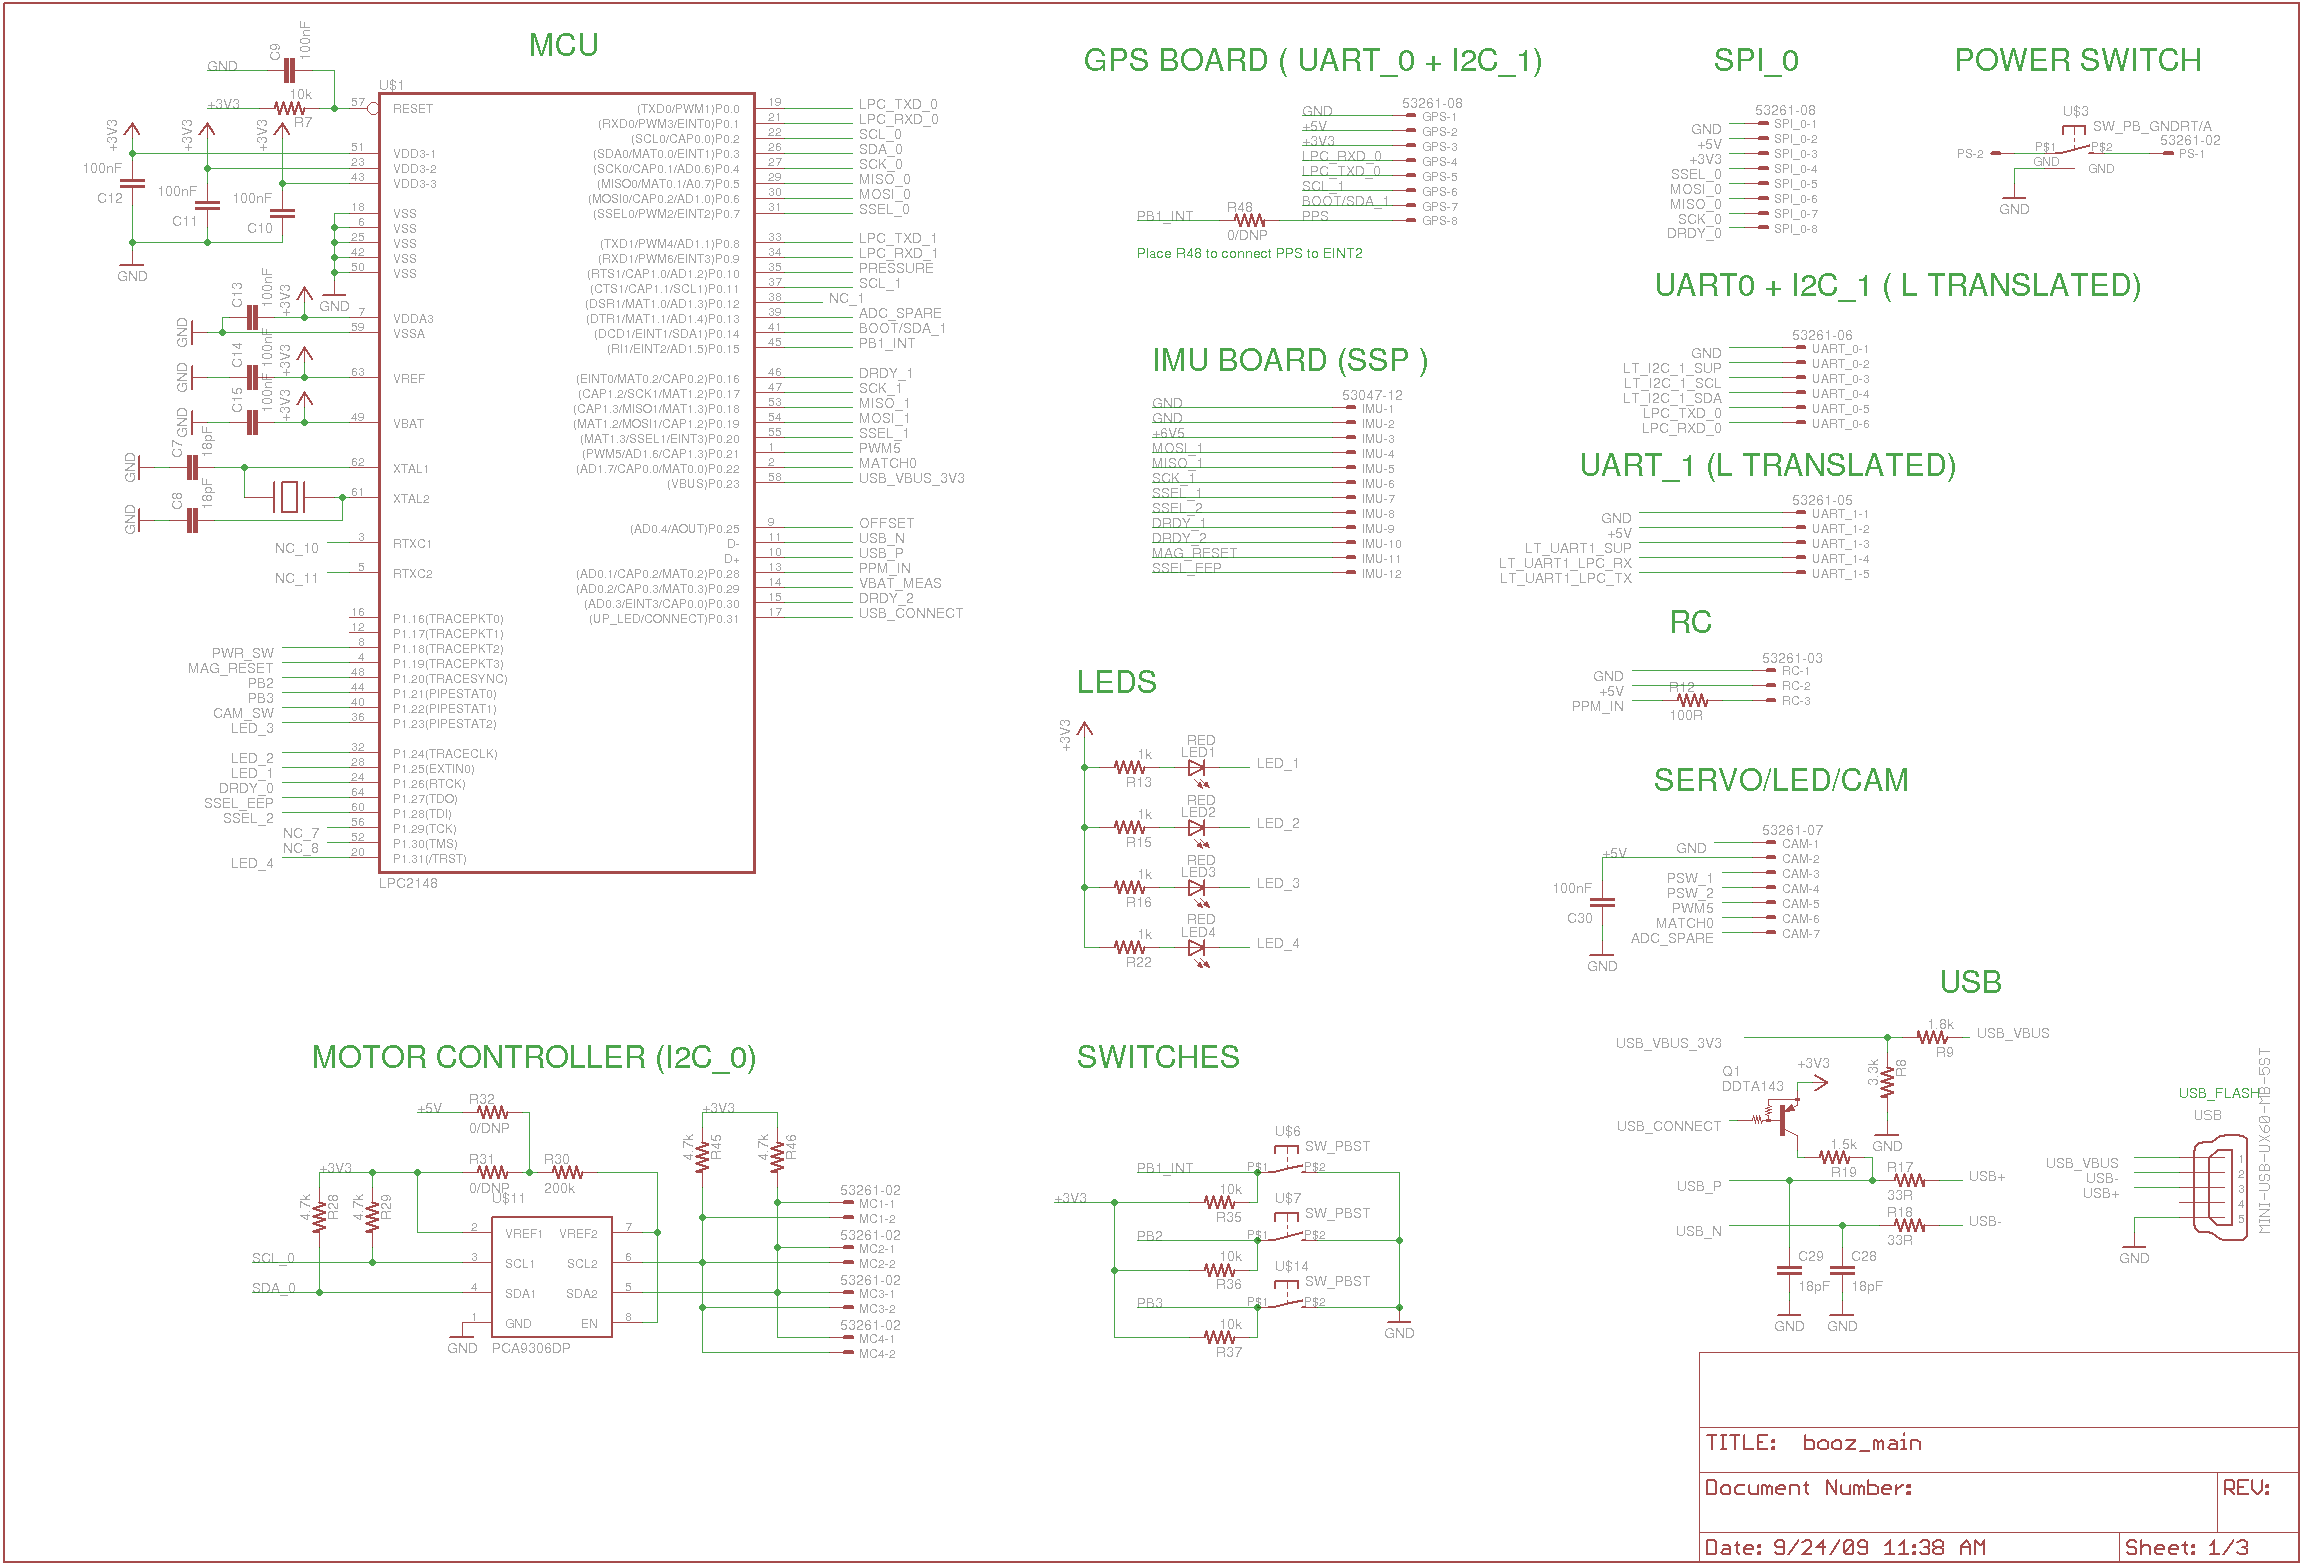 MCU
GND
C9
100nF
+3V3
10k
R7
U$1
57 RESET
+3V3
+3V3
+3V3
100nF
C12
100nF
C11
100nF
C10
GND
51 VDD3-1
23 VDD3-2
43 VDD3-3
18 VSS
6 VSS
25 VSS
42 VSS
50 VSS
GND
GND
C13
100nF
+3V3
7 VDDA3
59 VSSA
GND
C14
100nF
+3V3
63 VREF
GND
C15
100nF
+3V3
49 VBAT
GND
C7
18pF
62 XTAL1
GND
C8
18pF
61 XTAL2
NC_10 3 RTXC1
NC_11 5 RTXC2
16 P1.16(TRACEPKT0)
12 P1.17(TRACEPKT1)
PWR_SW 8 P1.18(TRACEPKT2)
MAG_RESET 4 P1.19(TRACEPKT3)
PB2 48 P1.20(TRACESYNC)
PB3 44 P1.21(PIPESTAT0)
CAM_SW 40 P1.22(PIPESTAT1)
LED_3 36 P1.23(PIPESTAT2)
LED_2 32 P1.24(TRACECLK)
LED_1 28 P1.25(EXTIN0)
DRDY_0 24 P1.26(RTCK)
SSEL_EEP 64 P1.27(TDO)
SSEL_2 60 P1.28(TDI)
NC_7 56 P1.29(TCK)
NC_8 52 P1.30(TMS)
LED_4 20 P1.31(/TRST)
LPC2148
(TXD0/PWM1)P0.0 19 LPC_TXD_0
(RXD0/PWM3/EINT0)P0.1 21 LPC_RXD_0
(SCL0/CAP0.0)P0.2 22 SCL_0
(SDA0/MAT0.0/EINT1)P0.3 26 SDA_0
(SCK0/CAP0.1/AD0.6)P0.4 27 SCK_0
(MISO0/MAT0.1/A0.7)P0.5 29 MISO_0
(MOSI0/CAP0.2/AD1.0)P0.6 30 MOSI_0
(SSEL0/PWM2/EINT2)P0.7 31 SSEL_0
(TXD1/PWM4/AD1.1)P0.8 33 LPC_TXD_1
(RXD1/PWM6/EINT3)P0.9 34 LPC_RXD_1
(RTS1/CAP1.0/AD1.2)P0.10 35 PRESSURE
(CTS1/CAP1.1/SCL1)P0.11 37 SCL_1
(DSR1/MAT1.0/AD1.3)P0.12 38 NC_1
(DTR1/MAT1.1/AD1.4)P0.13 39 ADC_SPARE
(DCD1/EINT1/SDA1)P0.14 41 BOOT/SDA_1
(RI1/EINT2/AD1.5)P0.15 45 PB1_INT
(EINT0/MAT0.2/CAP0.2)P0.16 46 DRDY_1
(CAP1.2/SCK1/MAT1.2)P0.17 47 SCK_1
(CAP1.3/MISO1/MAT1.3)P0.18 53 MISO_1
(MAT1.2/MOSI1/CAP1.2)P0.19 54 MOSI_1
(MAT1.3/SSEL1/EINT3)P0.20 55 SSEL_1
(PWM5/AD1.6/CAP1.3)P0.21 1 PWM5
(AD1.7/CAP0.0/MAT0.0)P0.22 2 MATCH0
(VBUS)P0.23 58 USB_VBUS_3V3
(AD0.4/AOUT)P0.25 9 OFFSET
D- 11 USB_N
D+ 10 USB_P
(AD0.1/CAP0.2/MAT0.2)P0.28 13 PPM_IN
(AD0.2/CAP0.3/MAT0.3)P0.29 14 VBAT_MEAS
(AD0.3/EINT3/CAP0.0)P0.30 15 DRDY_2
(UP_LED/CONNECT)P0.31 17 USB_CONNECT
GPS BOARD ( UART_0 + I2C_1)
53261-08
GND GPS-1
+5V GPS-2
+3V3 GPS-3
LPC_RXD_0 GPS-4
LPC_TXD_0 GPS-5
SCL_1 GPS-6
BOOT/SDA_1 GPS-7
PB1_INT R48 0/DNP PPS GPS-8
Place R48 to connect PPS to EINT2
SPI_0
53261-08
GND SPI_0-1
+5V SPI_0-2
+3V3 SPI_0-3
SSEL_0 SPI_0-4
MOSI_0 SPI_0-5
MISO_0 SPI_0-6
SCK_0 SPI_0-7
DRDY_0 SPI_0-8
POWER SWITCH
U$3
SW_PB_GNDRT/A
53261-02
PS-2 P$1 P$2 PS-1
GND GND
GND
UART0 + I2C_1 ( L TRANSLATED)
53261-06
GND UART_0-1
LT_I2C_1_SUP UART_0-2
LT_I2C_1_SCL UART_0-3
LT_I2C_1_SDA UART_0-4
LPC_TXD_0 UART_0-5
LPC_RXD_0 UART_0-6
IMU BOARD (SSP )
53047-12
GND IMU-1
GND IMU-2
+6V5 IMU-3
MOSI_1 IMU-4
MISO_1 IMU-5
SCK_1 IMU-6
SSEL_1 IMU-7
SSEL_2 IMU-8
DRDY_1 IMU-9
DRDY_2 IMU-10
MAG_RESET IMU-11
SSEL_EEP IMU-12
UART_1 (L TRANSLATED)
53261-05
GND UART_1-1
+5V UART_1-2
LT_UART1_SUP UART_1-3
LT_UART1_LPC_RX UART_1-4
LT_UART1_LPC_TX UART_1-5
RC
53261-03
GND RC-1
+5V RC-2
PPM_IN R12 100R RC-3
LEDS
+3V3
1k R13 RED LED1 LED_1
1k R15 RED LED2 LED_2
1k R16 RED LED3 LED_3
1k R22 RED LED4 LED_4
SERVO/LED/CAM
53261-07
GND CAM-1
+5V CAM-2
PSW_1 CAM-3
PSW_2 CAM-4
PWM5 CAM-5
MATCH0 CAM-6
ADC_SPARE CAM-7
100nF
C30
GND
MOTOR CONTROLLER (I2C_0)
+5V R32 0/DNP
+3V3 R31 0/DNP R30 200k
4.7k R28
4.7k R29
U$11
2 VREF1 VREF2 7
SCL_0 3 SCL1 SCL2 6
SDA_0 4 SDA1 SDA2 5
1 GND EN 8
GND PCA9306DP
+3V3
4.7k R45
4.7k R46
53261-02
MC1-1
MC1-2
53261-02
MC2-1
MC2-2
53261-02
MC3-1
MC3-2
53261-02
MC4-1
MC4-2
SWITCHES
U$6
SW_PBST
PB1_INT P$1 P$2
+3V3
10k
R35
U$7
SW_PBST
PB2 P$1 P$2
10k
R36
U$14
SW_PBST
PB3 P$1 P$2
10k
R37
GND
USB
USB_VBUS_3V3 1.8k R9 USB_VBUS
3.3k R8
GND
Q1
DDTA143
+3V3
USB_CONNECT
1.5k
R19
USB_P R17 33R USB+
USB_N R18 33R USB-
C29 18pF
C28 18pF
GND GND
USB_FLASH
USB
MINI-USB-UX60-MB-5ST
USB_VBUS 1
USB- 2
USB+ 3
4
5
GND
TITLE: booz_main
Document Number:
REV:
Date: 9/24/09 11:38 AM
Sheet: 1/3